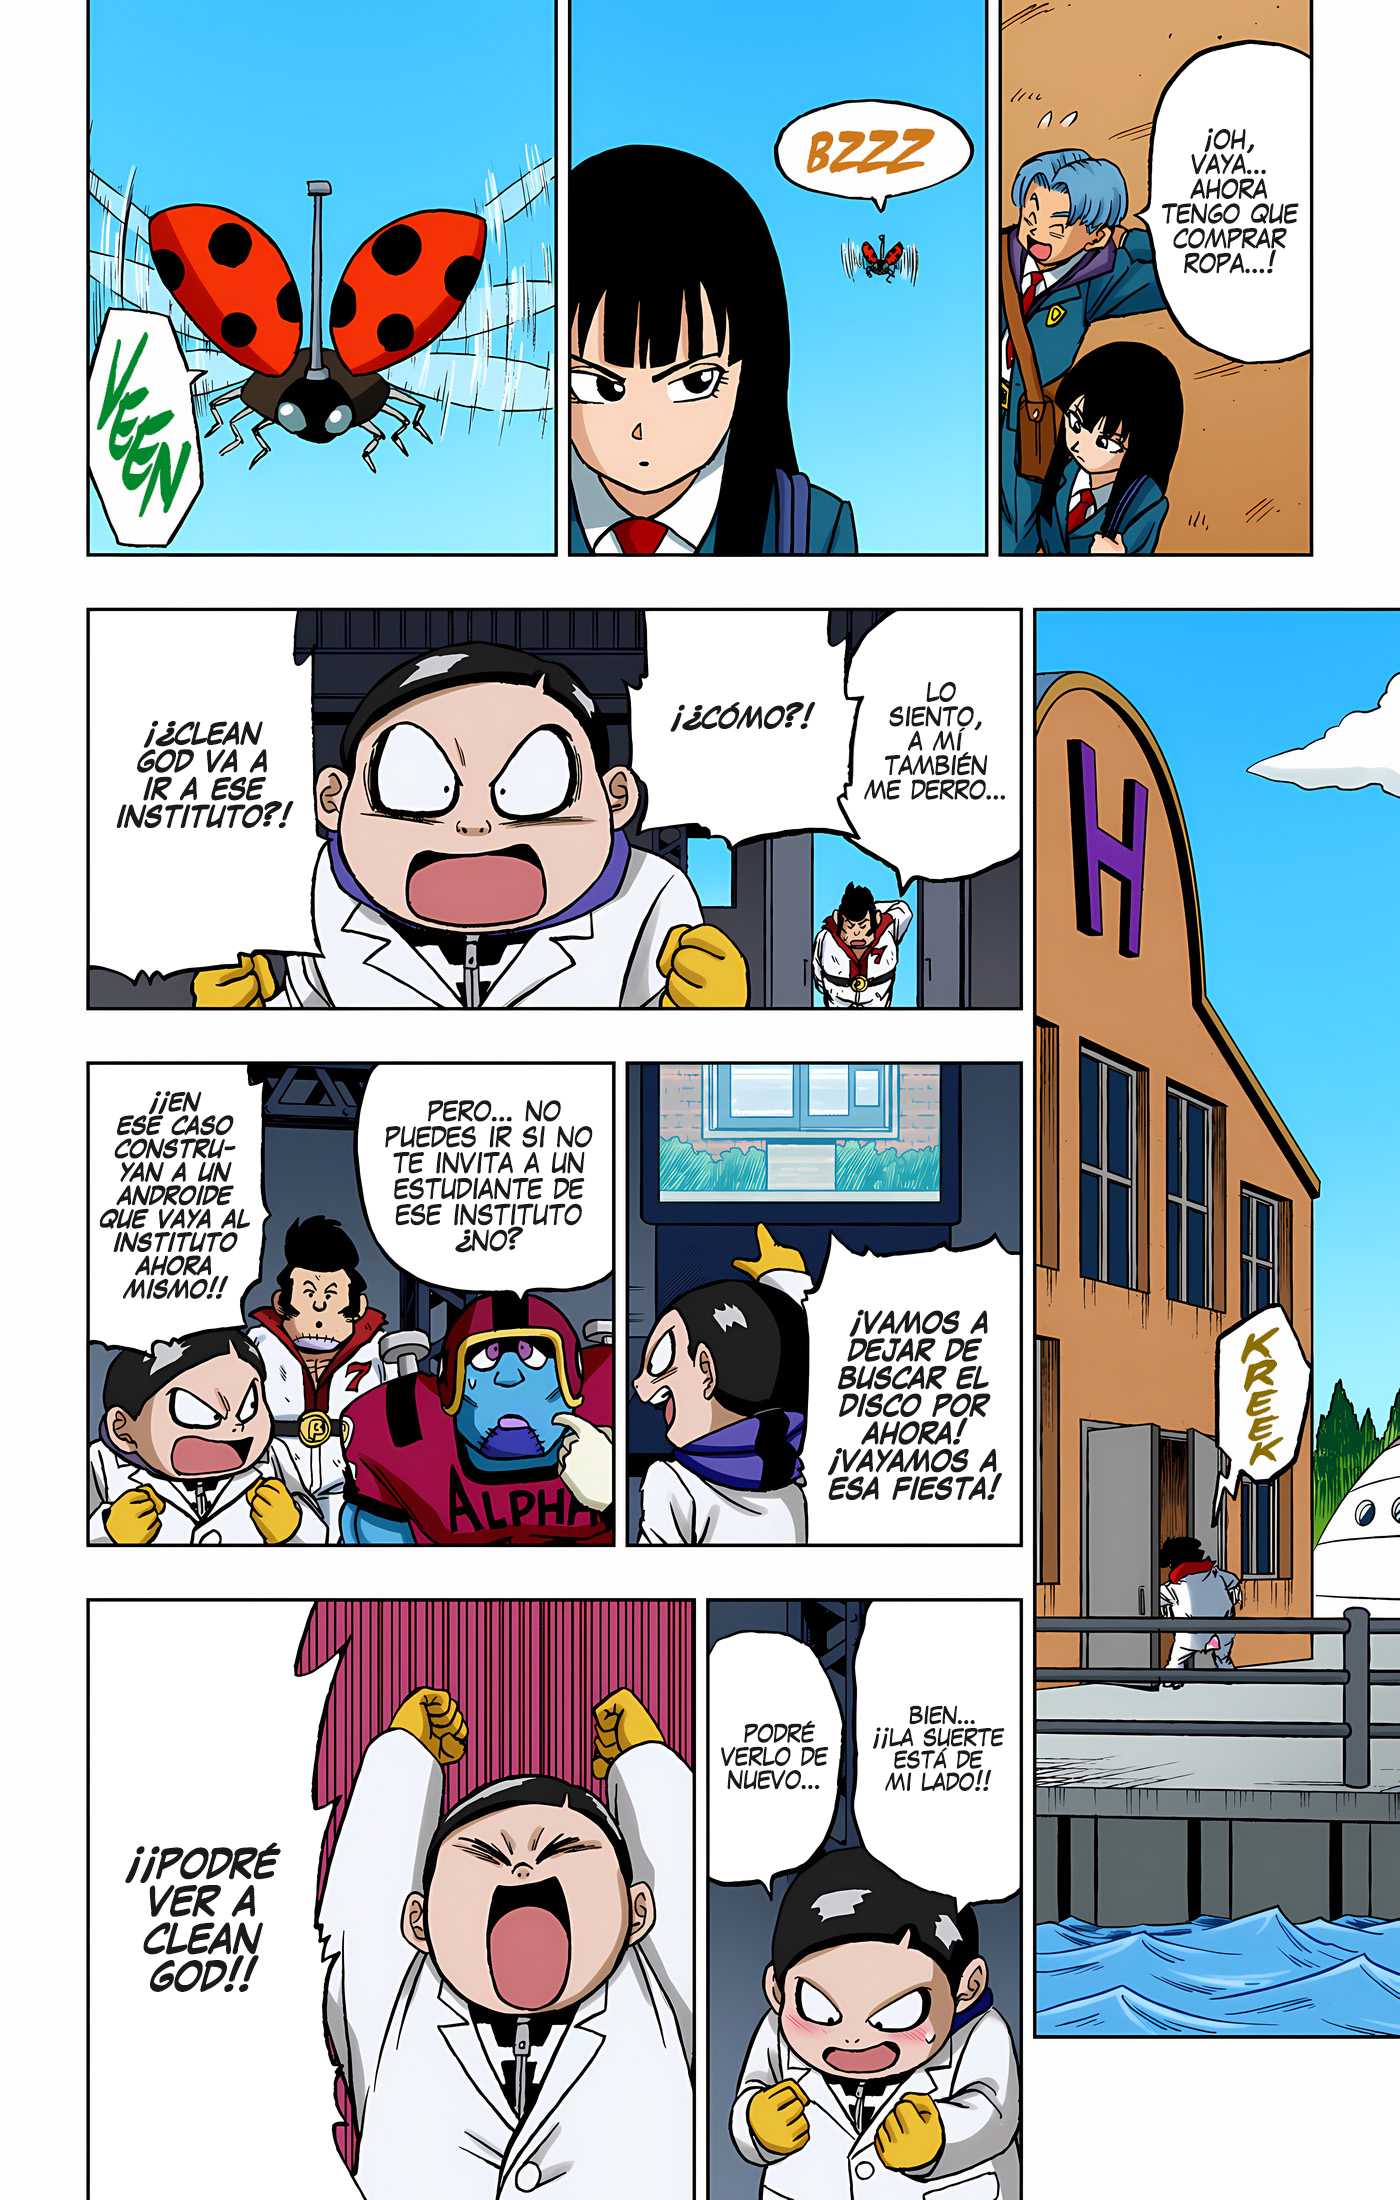 ¡OH,
VAYA...
AHORA
TENGO QUE
COMPRAR
ROPA...!
BZZZ
VEEN
H
KREEK
LO
SIENTO,
A MÍ
TAMBIÉN
ME DERRO...
¡¿CÓMO?!
¡¿CLEAN
GOD VA A
IR A ESE
INSTITUTO?!
7
¡VAMOS A
DEJAR DE
BUSCAR EL
DISCO POR
AHORA!
¡VAYAMOS A
ESA FIESTA!
PERO... NO
PUEDES IR SI NO
TE INVITA A UN
ESTUDIANTE DE
ESE INSTITUTO
¿NO?
¡¡EN
ESE CASO
CONSTRU-
YAN A UN
ANDROIDE
QUE VAYA AL
INSTITUTO
AHORA
MISMO!!
7
β
ALPHA
BIEN...
¡¡LA SUERTE
ESTÁ DE
MI LADO!!
PODRÉ
VERLO DE
NUEVO...
¡¡PODRÉ
VER A
CLEAN
GOD!!